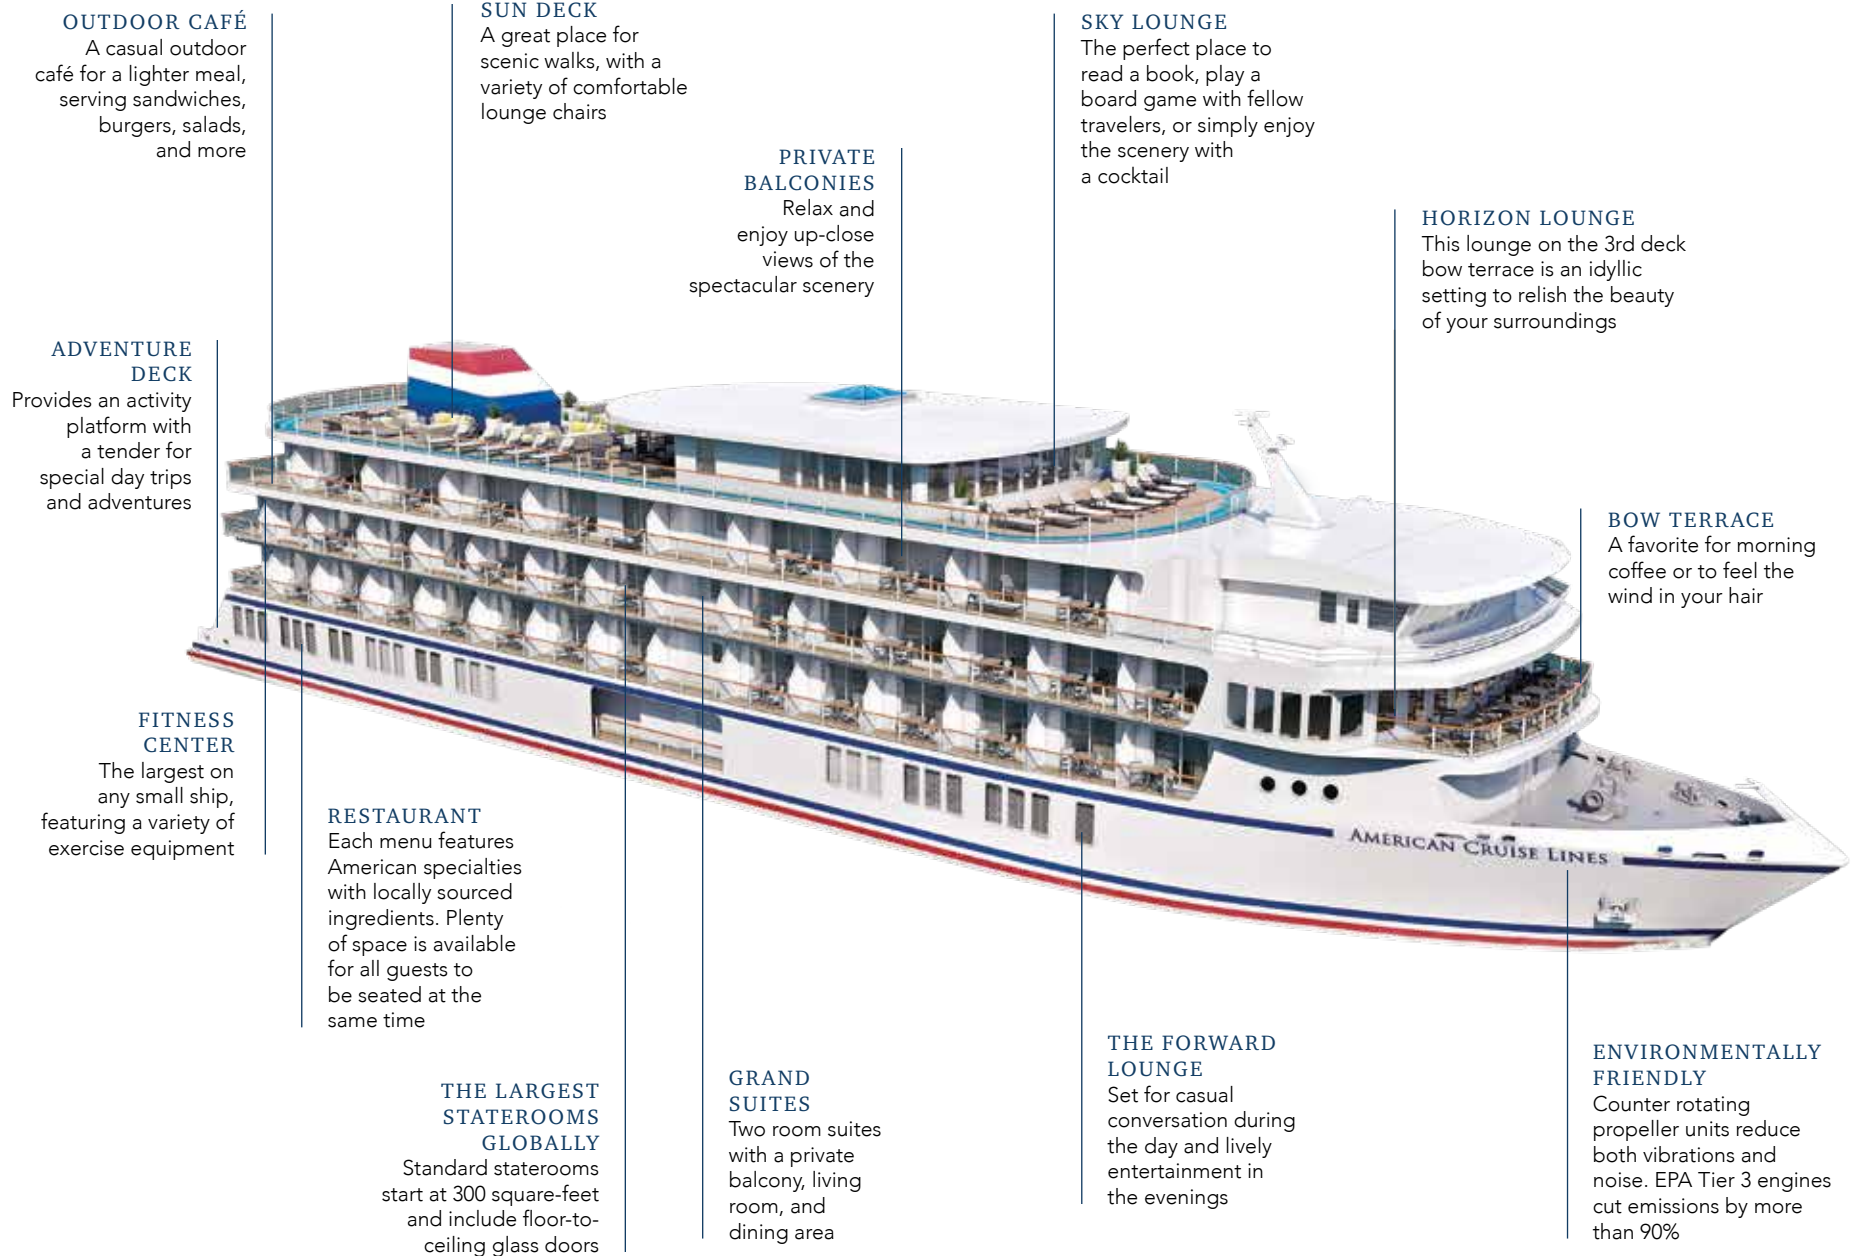 OUTDOOR CAFÉ
A casual outdoor
café for a lighter meal,
serving sandwiches,
burgers, salads,
and more
SUN DECK
A great place for
scenic walks, with a
variety of comfortable
lounge chairs
PRIVATE
BALCONIES
Relax and
enjoy up-close
views of the
spectacular scenery
SKY LOUNGE
The perfect place to
read a book, play a
board game with fellow
travelers, or simply enjoy
the scenery with
a cocktail
HORIZON LOUNGE
This lounge on the 3rd deck
bow terrace is an idyllic
setting to relish the beauty
of your surroundings
ADVENTURE
DECK
Provides an activity
platform with
a tender for
special day trips
and adventures
BOW TERRACE
A favorite for morning
coffee or to feel the
wind in your hair
FITNESS
CENTER
The largest on
any small ship,
featuring a variety of
exercise equipment
RESTAURANT
Each menu features
American specialties
with locally sourced
ingredients. Plenty
of space is available
for all guests to
be seated at the
same time
AMERICAN CRUISE LINES
THE LARGEST
STATEROOMS
GLOBALLY
Standard staterooms
start at 300 square-feet
and include floor-to-
ceiling glass doors
GRAND
SUITES
Two room suites
with a private
balcony, living
room, and
dining area
THE FORWARD
LOUNGE
Set for casual
conversation during
the day and lively
entertainment in
the evenings
ENVIRONMENTALLY
FRIENDLY
Counter rotating
propeller units reduce
both vibrations and
noise. EPA Tier 3 engines
cut emissions by more
than 90%